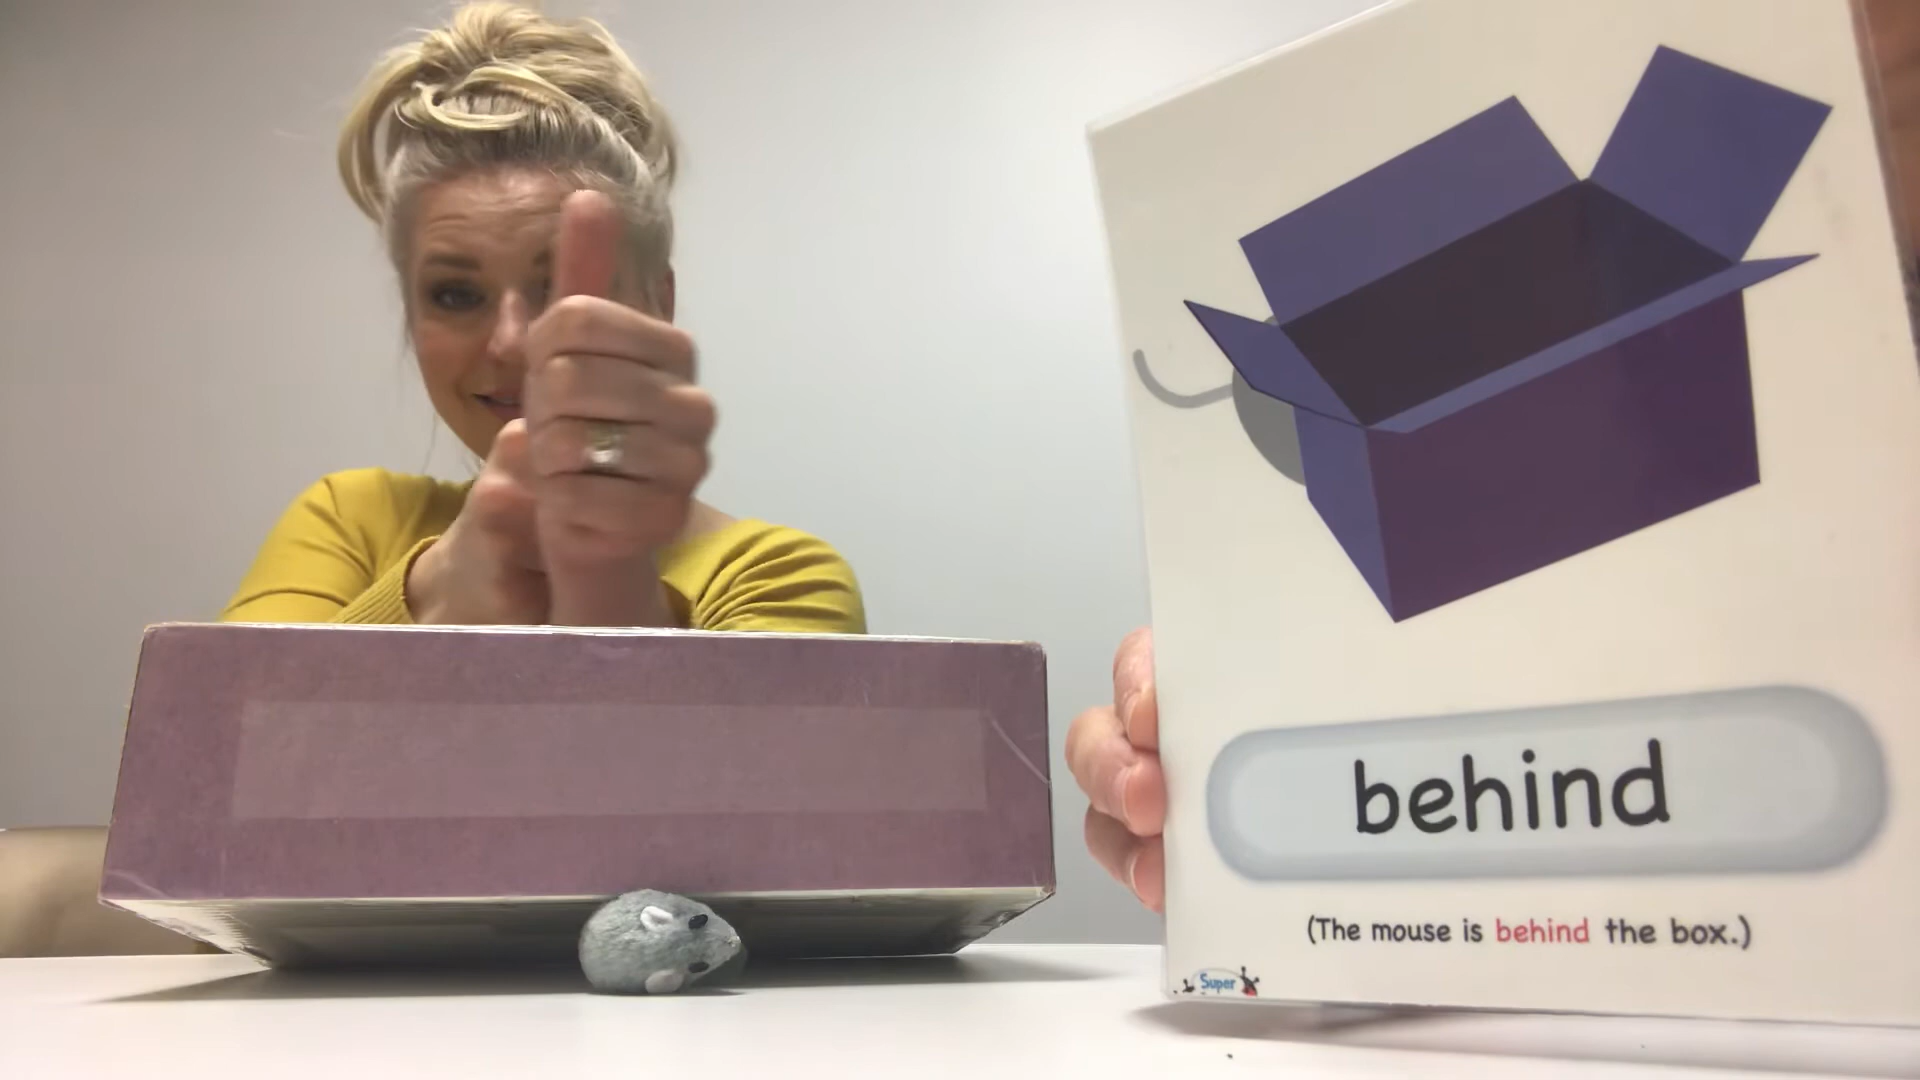 behind
(The mouse is behind the box.)
Super